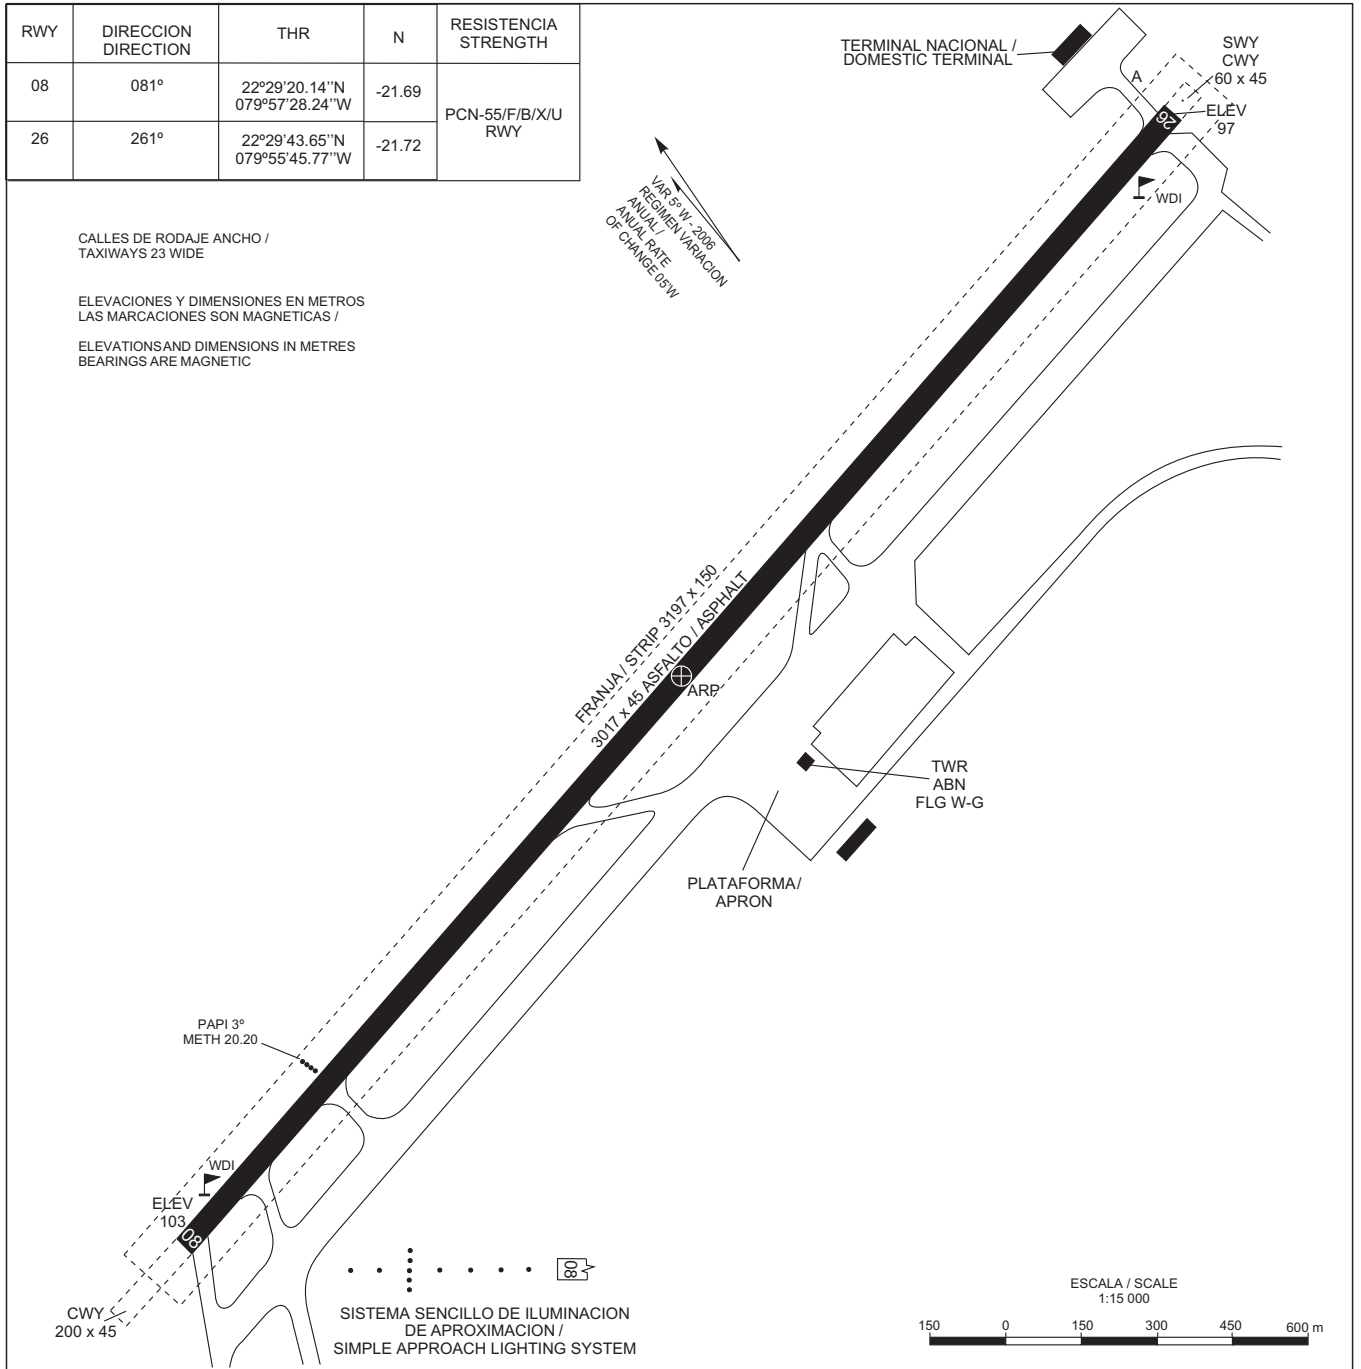 RWY
DIRECCION
DIRECTION
THR
N
RESISTENCIA
STRENGTH
08
081º
22º29'20.14''N
079º57'28.24''W
-21.69
PCN-55/F/B/X/U
RWY
26
261º
22º29'43.65''N
079º55'45.77''W
-21.72
CALLES DE RODAJE ANCHO /
TAXIWAYS 23 WIDE
ELEVACIONES Y DIMENSIONES EN METROS
LAS MARCACIONES SON MAGNETICAS /
ELEVATIONSAND DIMENSIONS IN METRES
BEARINGS ARE MAGNETIC
VAR 5º W - 2006
REGIMEN VARIACION
ANUAL /
ANUAL RATE
OF CHANGE 05'W
TERMINAL NACIONAL /
DOMESTIC TERMINAL
A
SWY
CWY
60 x 45
26
ELEV
97
WDI
FRANJA / STRIP 3197 x 150
3017 x 45 ASFALTO / ASPHALT
ARP
TWR
ABN
FLG W-G
PLATAFORMA/
APRON
PAPI 3º
METH 20.20
WDI
ELEV
103
08
CWY
200 x 45
08
SISTEMA SENCILLO DE ILUMINACION
DE APROXIMACION /
SIMPLE APPROACH LIGHTING SYSTEM
ESCALA / SCALE
1:15 000
150 0 150 300 450 600 m